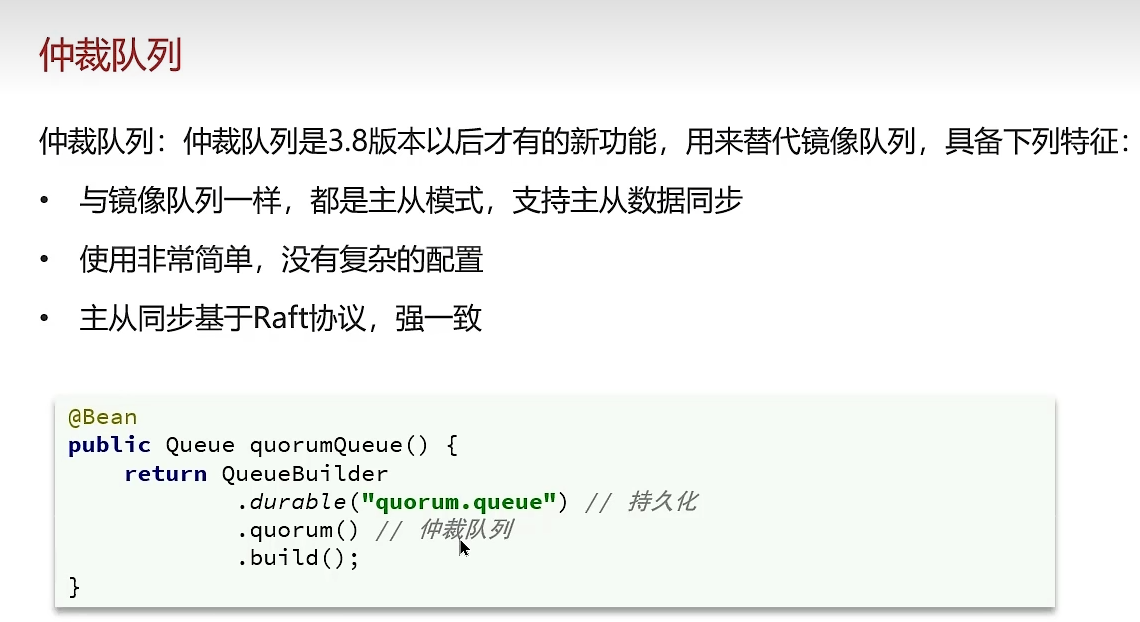 仲裁队列
仲裁队列：仲裁队列是3.8版本以后才有的新功能，用来替代镜像队列，具备下列特征：
• 与镜像队列一样，都是主从模式，支持主从数据同步
• 使用非常简单，没有复杂的配置
• 主从同步基于Raft协议，强一致
@Bean
public Queue quorumQueue() {
    return QueueBuilder
            .durable("quorum.queue") // 持久化
            .quorum() // 仲裁队列
            .build();
}